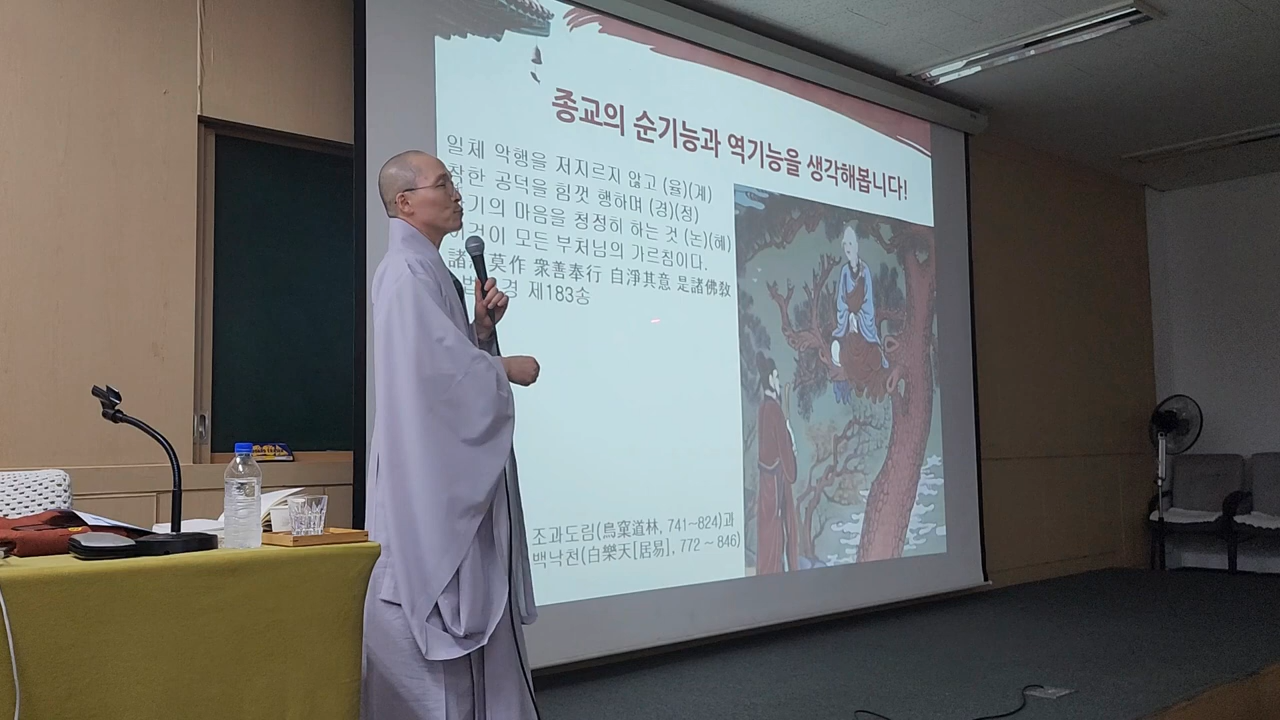 종교의 순기능과 역기능을 생각해봅니다!
일체 악행을 저지르지 않고 (율)(계)
착한 공덕을 힘껏 행하며 (경)(정)
의 마음을 청정히 하는 것 (논)(혜)
이것이 모든 부처님의 가르침이다.
諸 莫作 衆善奉行 自淨其意 是諸佛敎
경 제183송
조과도림(鳥窠道林, 741~824)과
백낙천(白樂天[居易], 772 ~ 846)